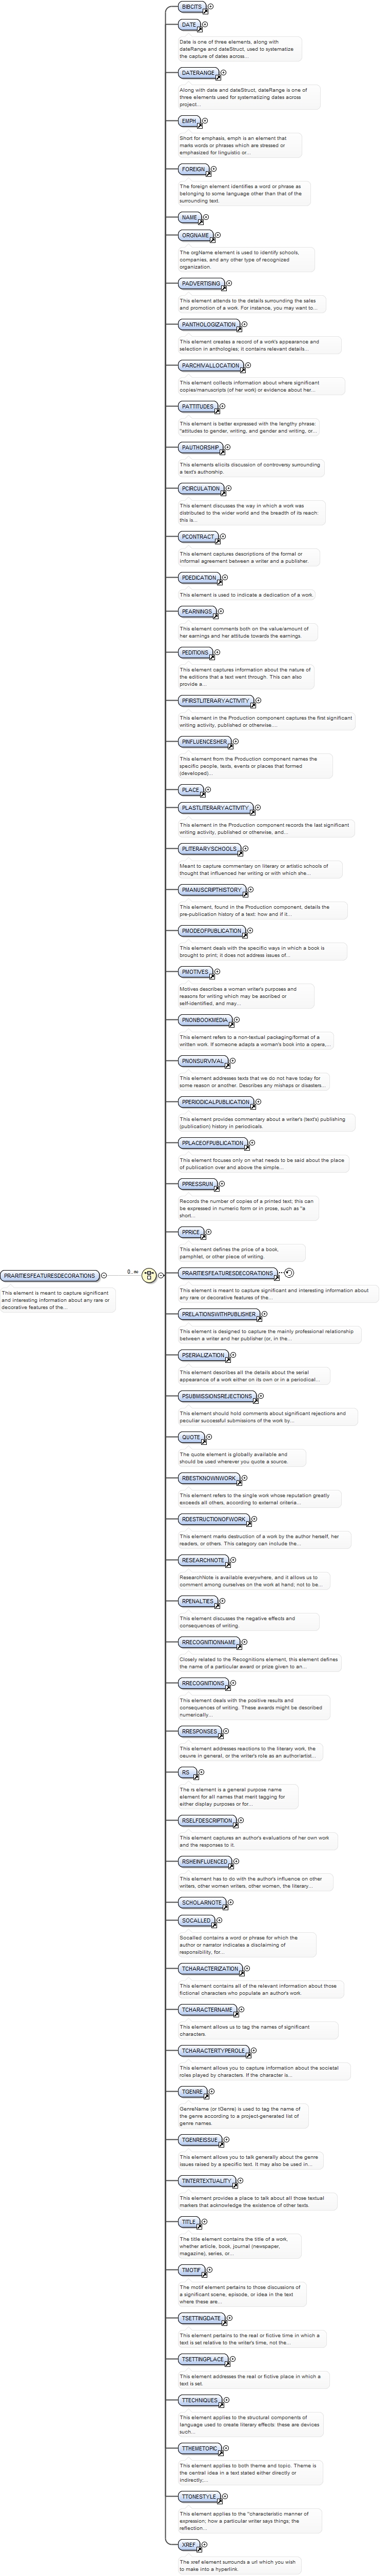 BIBCITS
DATE
Date is one of three elements, along with
dateRange and dateStruct, used to systematize
the capture of dates across...
DATERANGE
Along with date and dateStruct, dateRange is one of
three elements used for systematizing dates across
project...
EMPH
Short for emphasis, emph is an element that
marks words or phrases which are stressed or
emphasized for linguistic or...
FOREIGN
The foreign element identifies a word or phrase as
belonging to some language other than that of the
surrounding text.
NAME
ORGNAME
The orgName element is used to identify schools,
companies, and any other type of recognized
organization.
PADVERTISING
This element attends to the details surrounding the sales
and promotion of a work. For instance, you may want to...
PANTHOLOGIZATION
This element creates a record of a work's appearance and
selection in anthologies; it contains relevant details...
PARCHIVALLOCATION
This element collects information about where significant
copies/manuscripts (of her work) or evidence about her...
PATTITUDES
This element is better expressed with the lengthy phrase:
"attitudes to gender, writing, and gender and writing, or...
PAUTHORSHIP
This elements elicits discussion of controversy surrounding
a text's authorship.
PCIRCULATION
This element discusses the way in which a work was
distributed to the wider world and the breadth of its reach:
this is...
PCONTRACT
This element captures descriptions of the formal or
informal agreement between a writer and a publisher.
PDEDICATION
This element is used to indicate a dedication of a work.
PEARNINGS
This element comments both on the value/amount of
her earnings and her attitude towards the earnings.
PEDITIONS
This element captures information about the nature of
the editions that a text went through. This can also
provide a...
PFIRSTLITERARYACTIVITY
This element in the Production component captures the first significant
writing activity, published or otherwise....
PINFLUENCESHER
This element from the Production component names the
specific people, texts, events or places that formed
(developed)...
PLACE
PLASTLITERARYACTIVITY
This element in the Production component records the last significant
writing activity, published or otherwise, and...
PLITERARYSCHOOLS
Meant to capture commentary on literary or artistic schools of
thought that influenced her writing or with which she...
PMANUSCRIPTHISTORY
This element, found in the Production component, details the
pre-publication history of a text: how and if it...
PMODEOFPUBLICATION
This element deals with the specific ways in which a book is
brought to print; it does not address issues of...
PMOTIVES
Motives describes a woman writer's purposes and
reasons for writing which may be ascribed or
self-identified, and may...
PNONBOOKMEDIA
This element refers to a non-textual packaging/format of a
written work. If someone adapts a women's book into a opera,...
PNONSURVIVAL
This element addresses texts that we do not have today for
some reason or another. Describes any mishaps or disasters...
PPERIODICALPUBLICATION
This element provides commentary about a writer's (text's) publishing
(publication) history in periodicals.
PPLACEOFPUBLICATION
This element focuses only on what needs to be said about the place
of publication over and above the simple...
PPRESSRUN
Records the number of copies of a printed text; this can
be expressed in numeric form or in prose, such as "a
short...
PPRICE
This element defines the price of a book,
pamphlet, or other piece of writing.
PRARITIESFEATURESDECORATIONS
0..∞
PRARITIESFEATURESDECORATIONS
This element is meant to capture significant
and interesting information about any rare or
decorative features of the...
This element is meant to capture significant and interesting information about
any rare or decorative features of the...
PRELATIONSWITHPUBLISHER
This element is designed to capture the mainly professional relationship
between a writer and her publisher (or, in the...
PSERIALIZATION
This element describes all the details about the serial
appearance of a work either on its own or in a periodical....
PSUBMISSIONSREJECTIONS
This element should hold comments about significant rejections and
peculiar successful submissions of the work by...
QUOTE
The quote element is globally available and
should be used wherever you quote a source.
RBESTKNOWNWORK
This element refers to the single work whose reputation greatly
exceeds all others, according to external criteria...
RDESTRUCTIONOFWORK
This element marks destruction of a work by the author herself, her
readers, or others. This category can include the...
RESEARCHNOTE
ResearchNote is available everywhere, and it allows us to
comment among ourselves on the work at hand; not to be...
RPENALTIES
This element discusses the negative effects and
consequences of writing.
RRECOGNITIONNAME
Closely related to the Recognitions element, this element defines
the name of a particular award or prize given to an...
RRECOGNITIONS
This element deals with the positive results and
consequences of writing. These awards might be described
numerically...
RRESPONSES
This element addresses reactions to the literary work, the
oeuvre in general, or the writer's role as an author/artist...
RS
The rs element is a general purpose name
element for all names that merit tagging for
either display purposes or for...
RSELFDESCRIPTION
This element captures an author's evaluations of her own work
and the responses to it.
RSHEINFLUENCED
This element has to do with the author's influence on other
writers, other women writers, other women, the literary...
SCHOLARNOTE
SOCALLED
Socalled contains a word or phrase for which the
author or narrator indicates a disclaiming of
responsibility, for...
TCHARACTERIZATION
This element contains all of the relevant information about those
fictional characters who populate an author's work.
TCHARACTERNAME
This element allows us to tag the names of significant
characters.
TCHARACTERTYPEROLE
This element allows you to capture information about the societal
roles played by characters. If the character is...
TGENRE
GenreName (or tGenre) is used to tag the name of
the genre according to a project-generated list of
genre names.
TGENREISSUE
This element allows you to talk generally about the genre
issues raised by a specific text. It may also be used in...
TINTERTEXTUALITY
This element provides a place to talk about all those textual
markers that acknowledge the existence of other texts.
TITLE
The title element contains the title of a work,
whether article, book, journal (newspaper,
magazine), series, or...
TMOTIF
The motif element pertains to those discussions of
a significant scene, episode, or idea in the text
where these are...
TSETTINGDATE
This element pertains to the real or fictive time in which a
text is set relative to the writer's time, not the...
TSETTINGPLACE
This element addresses the real or fictive place in which a
text is set.
TTECHNIQUES
This element applies to the structural components of
language used to create literary effects: these are devices
such...
TTHEMETOPIC
This element applies to both theme and topic. Theme is
the central idea in a text stated either directly or
indirectly;...
TTONESTYLE
This element applies to the "characteristic manner of
expression; how a particular writer says things, the
reflection...
XREF
The xref element surrounds a url which you wish
to make into a hyperlink.